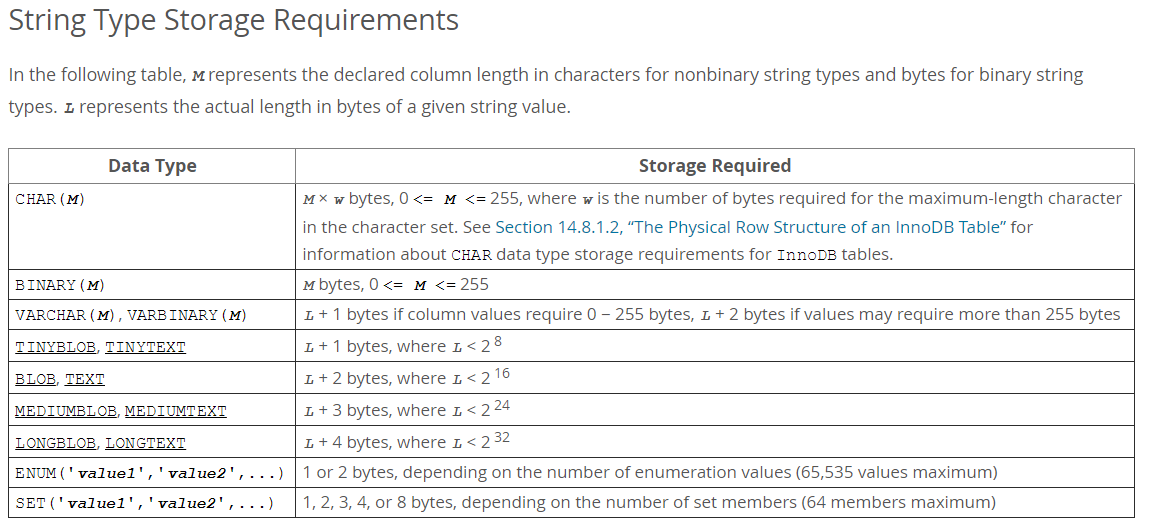 String Type Storage Requirements
In the following table, M represents the declared column length in characters for nonbinary string types and bytes for binary string
types. L represents the actual length in bytes of a given string value.
Data Type Storage Required
CHAR(M) M × w bytes, 0 <= M <= 255, where w is the number of bytes required for the maximum-length character
in the character set. See Section 14.8.1.2, “The Physical Row Structure of an InnoDB Table” for
information about CHAR data type storage requirements for InnoDB tables.
BINARY(M) M bytes, 0 <= M <= 255
VARCHAR(M), VARBINARY(M) L + 1 bytes if column values require 0 − 255 bytes, L + 2 bytes if values may require more than 255 bytes
TINYBLOB, TINYTEXT L + 1 bytes, where L < 2^8
BLOB, TEXT L + 2 bytes, where L < 2^16
MEDIUMBLOB, MEDIUMTEXT L + 3 bytes, where L < 2^24
LONGBLOB, LONGTEXT L + 4 bytes, where L < 2^32
ENUM('value1','value2',...) 1 or 2 bytes, depending on the number of enumeration values (65,535 values maximum)
SET('value1','value2',...) 1, 2, 3, 4, or 8 bytes, depending on the number of set members (64 members maximum)